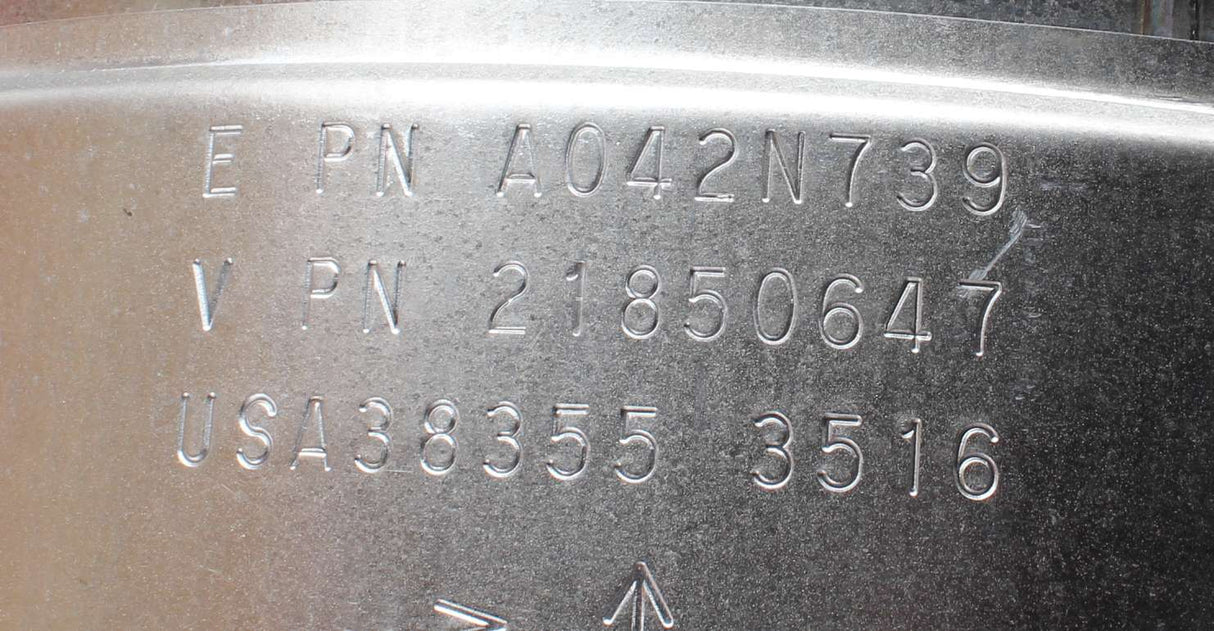 E PN A042N739
V PN 21850647
USA38355 3516